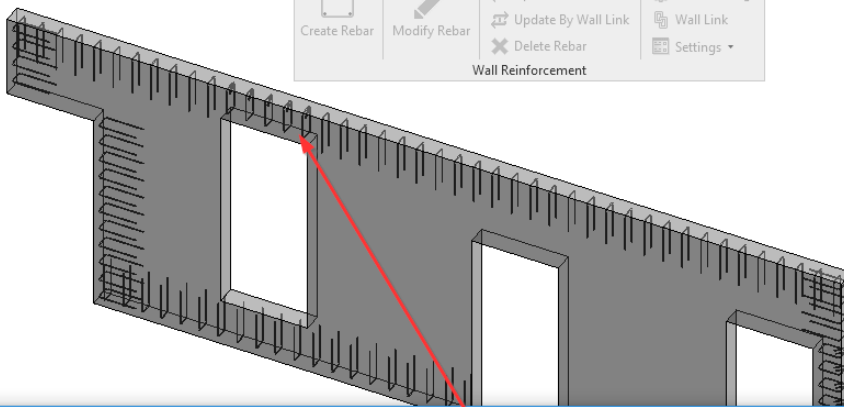 Create Rebar
Modify Rebar
Update By Wall Link
Delete Rebar
Wall Link
Settings
Wall Reinforcement